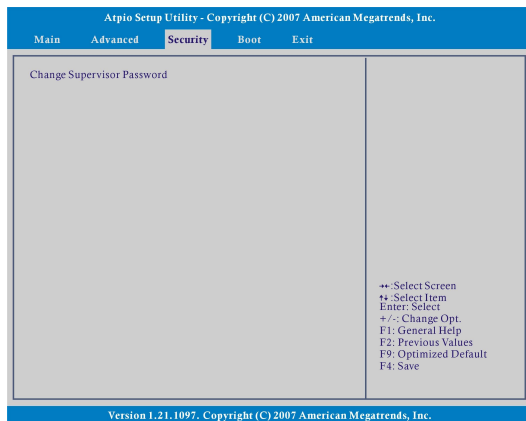 Atpio Setup Utility - Copyright (C) 2007 American Megatrends, Inc.
Main Advanced Security Boot Exit
Change Supervisor Password
→←:Select Screen
↑↓:Select Item
Enter: Select
+/-: Change Opt.
F1: General Help
F2: Previous Values
F9: Optimized Default
F4: Save
Version 1.21.1097. Copyright (C) 2007 American Megatrends, Inc.